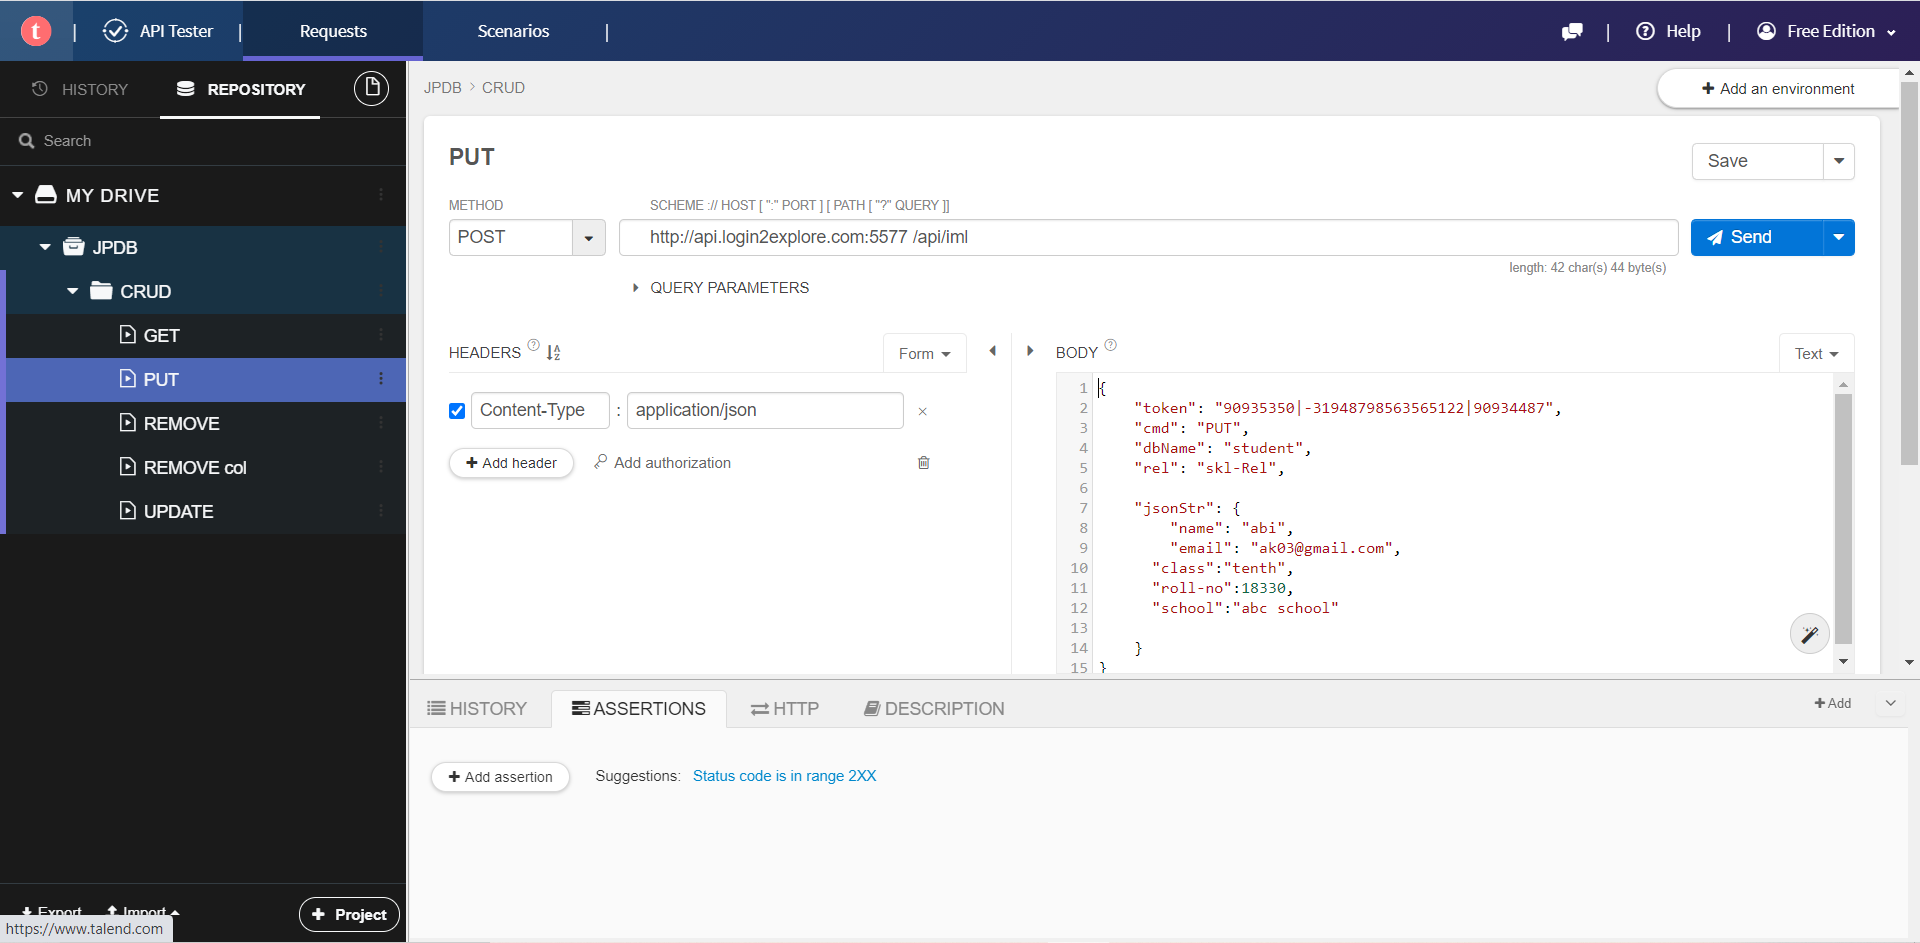 t | API Tester | Requests Scenarios | | Help | Free Edition
HISTORY REPOSITORY
Search
MY DRIVE
JPDB
CRUD
GET
PUT
REMOVE
REMOVE col
UPDATE
Export Import + Project
https://www.talend.com
JPDB > CRUD
+ Add an environment
PUT
Save
METHOD SCHEME :// HOST [ ":" PORT ] [ PATH [ "?" QUERY ]]
POST http://api.login2explore.com:5577 /api/iml Send
length: 42 char(s) 44 byte(s)
QUERY PARAMETERS
HEADERS ? Form
Content-Type : application/json ×
+ Add header Add authorization
BODY ? Text
1 {
2 "token": "90935350|-31948798563565122|90934487",
3 "cmd": "PUT",
4 "dbName": "student",
5 "rel": "skl-Rel",
6
7 "jsonStr": {
8 "name": "abi",
9 "email": "ak03@gmail.com",
10 "class":"tenth",
11 "roll-no":18330,
12 "school":"abc school"
13
14 }
15 }
HISTORY ASSERTIONS HTTP DESCRIPTION + Add
+ Add assertion Suggestions: Status code is in range 2XX